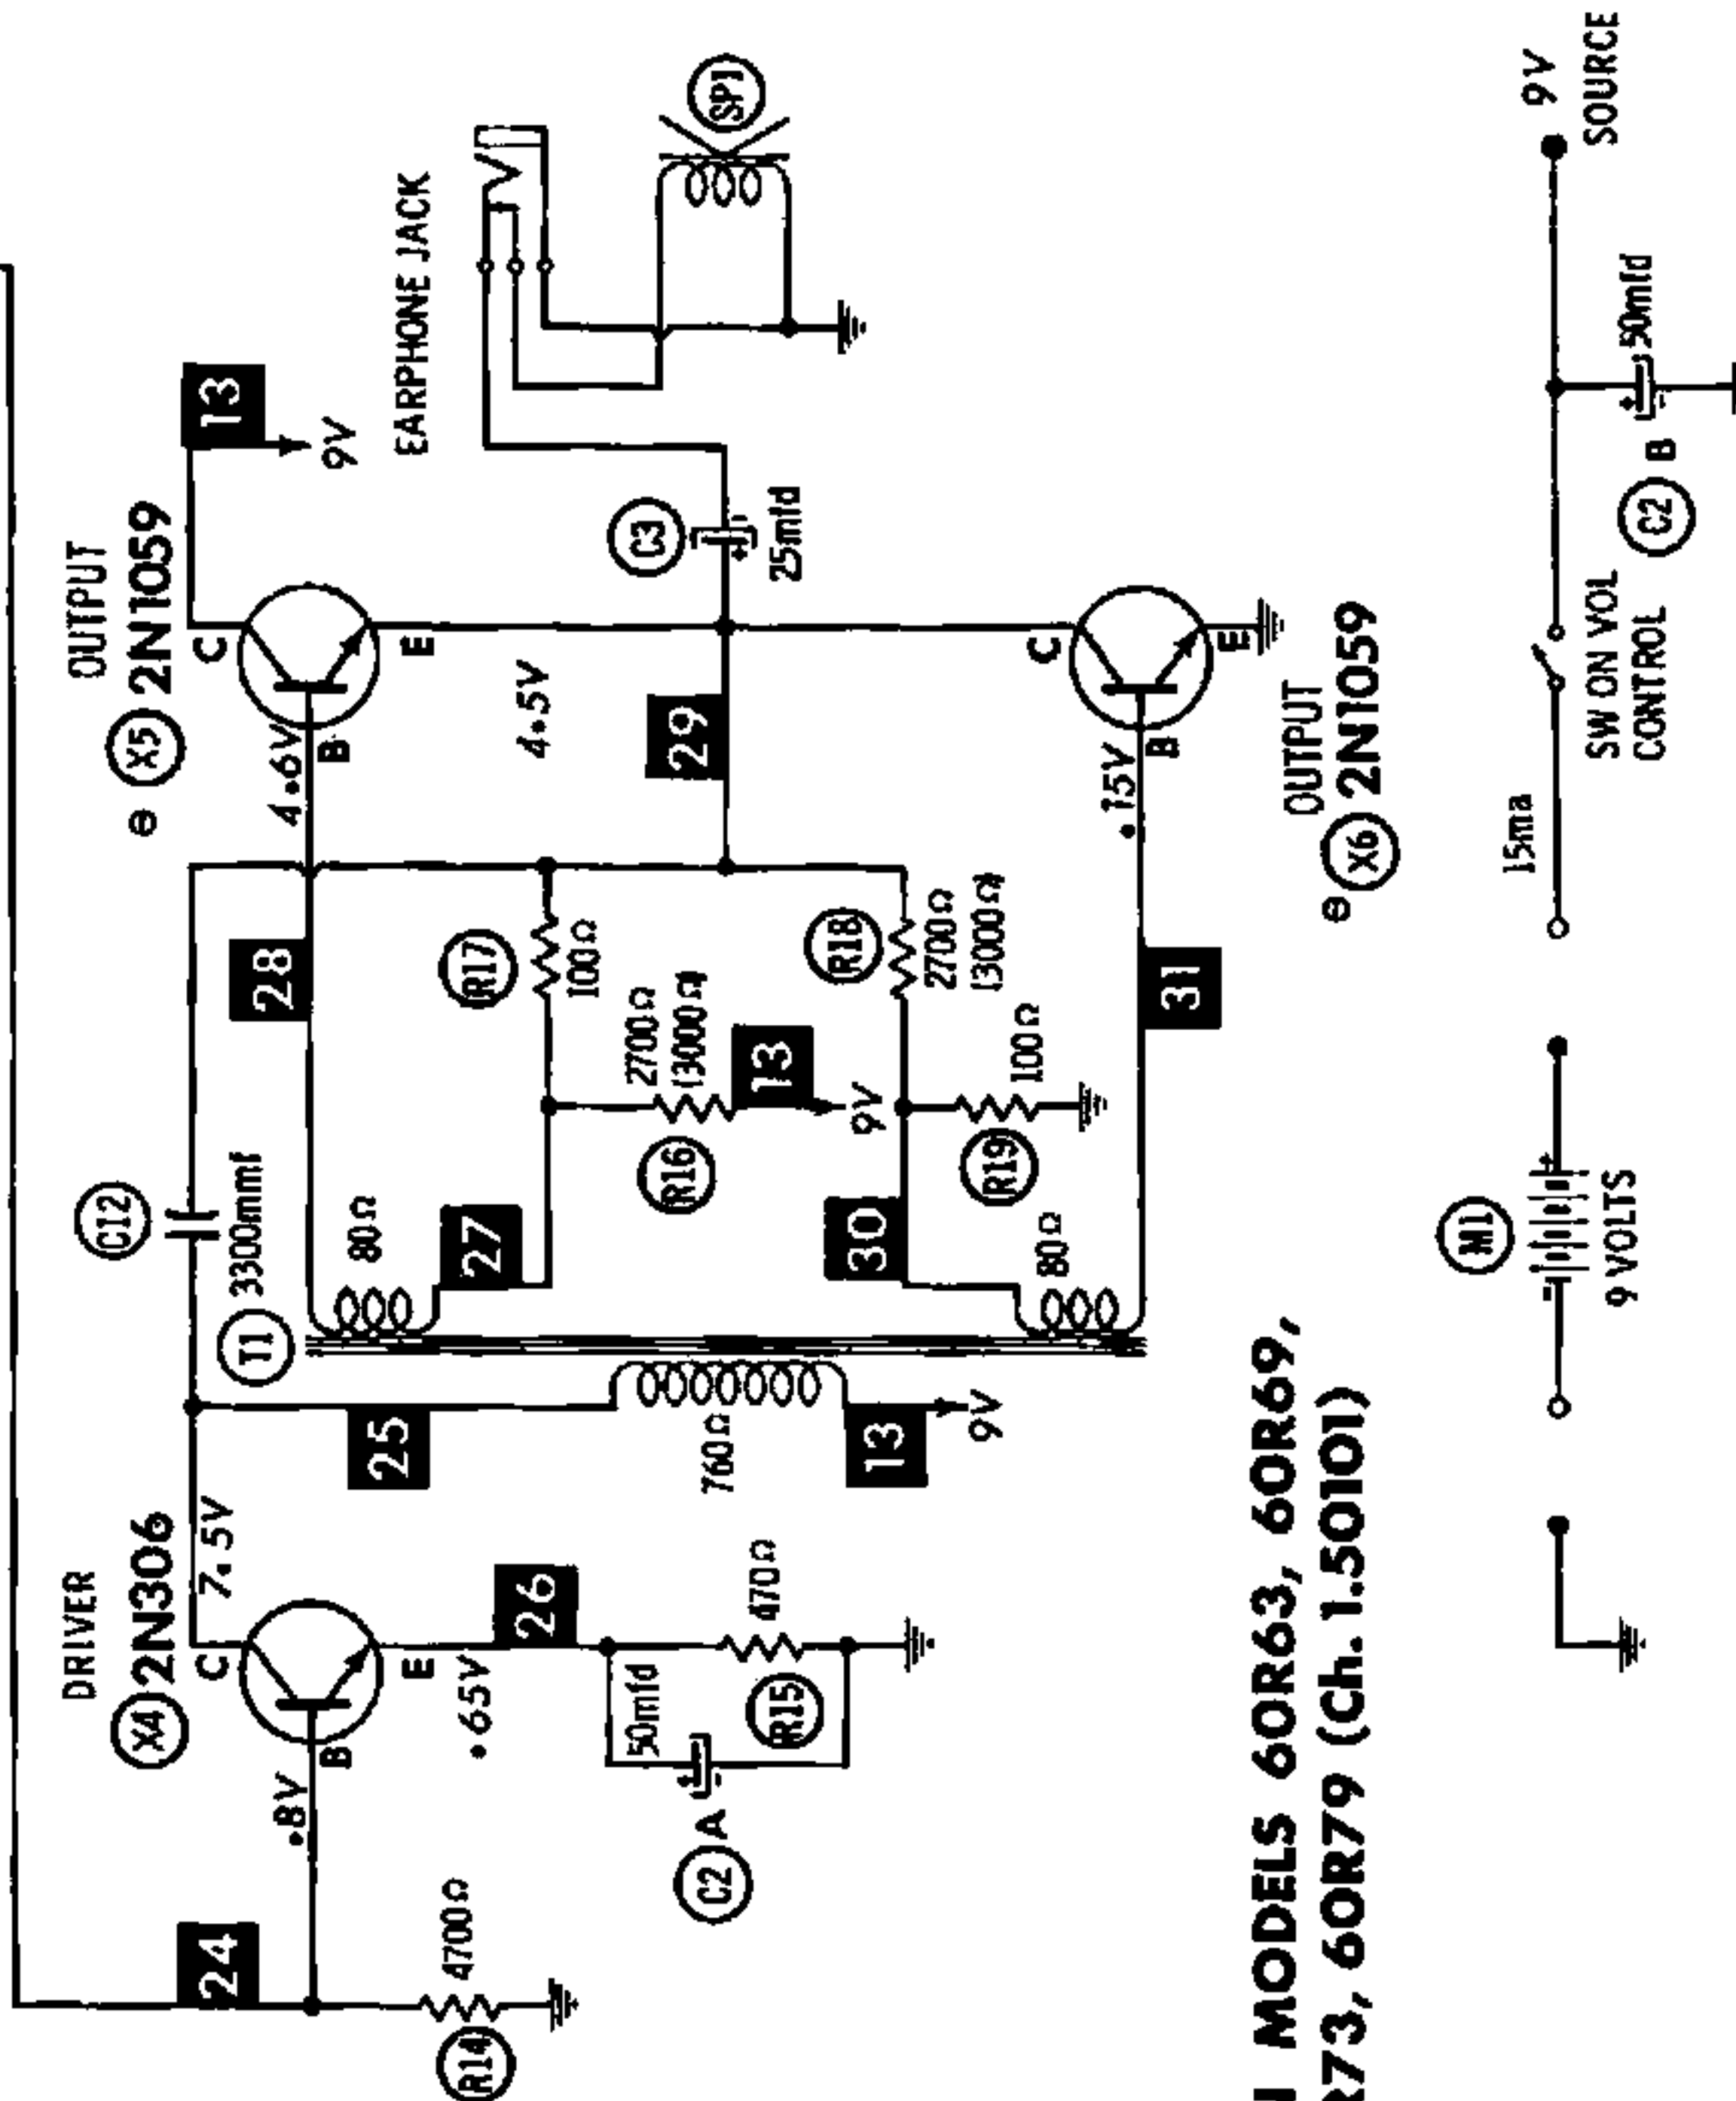 DRIVER
X4 2N306
C
B
E
.8V
7.5V
.65V
24
R14
4700Ω
26
50mfd
C2 A
R15
470Ω
25
760Ω
13
9V
T1
C12
3300mmf
80Ω
27
28
R17
100Ω
R16
2700Ω
(3000Ω)
13
9V
30
R18
2700Ω
(3000Ω)
R19
100Ω
80Ω
31
29
OUTPUT
⊖ X5 2N1059
C
B
E
4.6V
4.5V
13
9V
C3
25mfd
EARPHONE JACK
SP1
C
B
E
.15V
OUTPUT
⊖ X6 2N1059
MODELS 6OR63, 6OR69,
R73, 6OR79 (Ch. 1.50101)
M1
9 VOLTS
15ma
SW ON VOL
CONTROL
C2 B
50mfd
9V
SOURCE